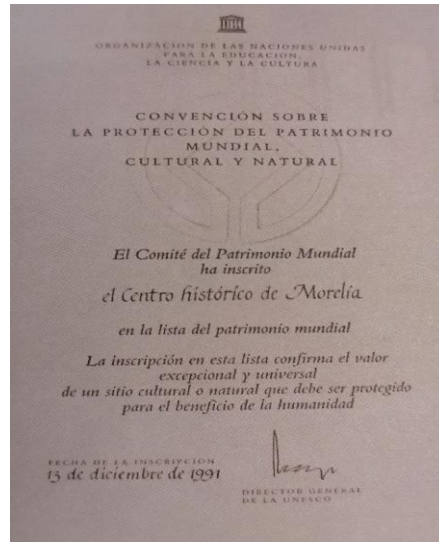 ORGANIZACIÓN DE LAS NACIONES UNIDAS
PARA LA EDUCACIÓN,
LA CIENCIA Y LA CULTURA
CONVENCIÓN SOBRE
LA PROTECCIÓN DEL PATRIMONIO
MUNDIAL,
CULTURAL Y NATURAL
El Comité del Patrimonio Mundial
ha inscrito
el Centro histórico de Morelia
en la lista del patrimonio mundial
La inscripción en esta lista confirma el valor
excepcional y universal
de un sitio cultural o natural que debe ser protegido
para el beneficio de la humanidad
FECHA DE LA INSCRIPCIÓN
13 de diciembre de 1991
DIRECTOR GENERAL
DE LA UNESCO